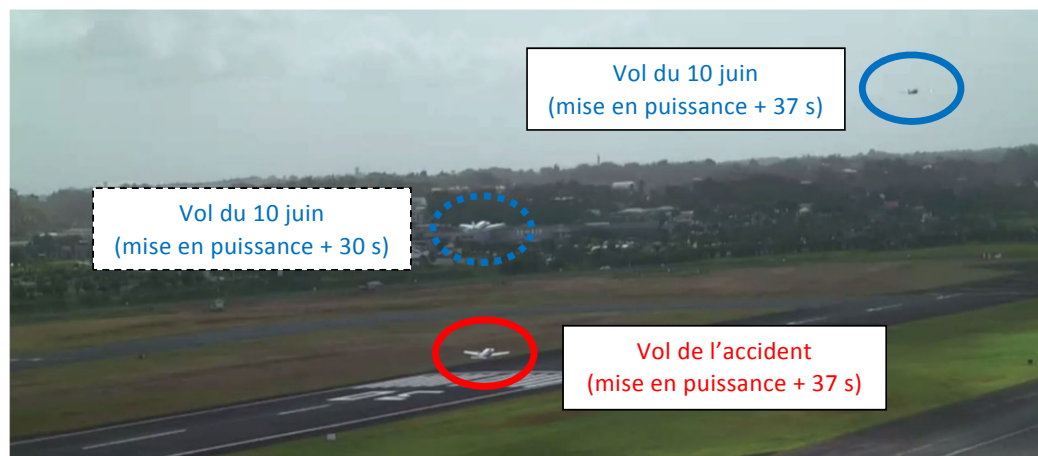 Vol du 10 juin
(mise en puissance + 37 s)
Vol du 10 juin
(mise en puissance + 30 s)
Vol de l’accident
(mise en puissance + 37 s)